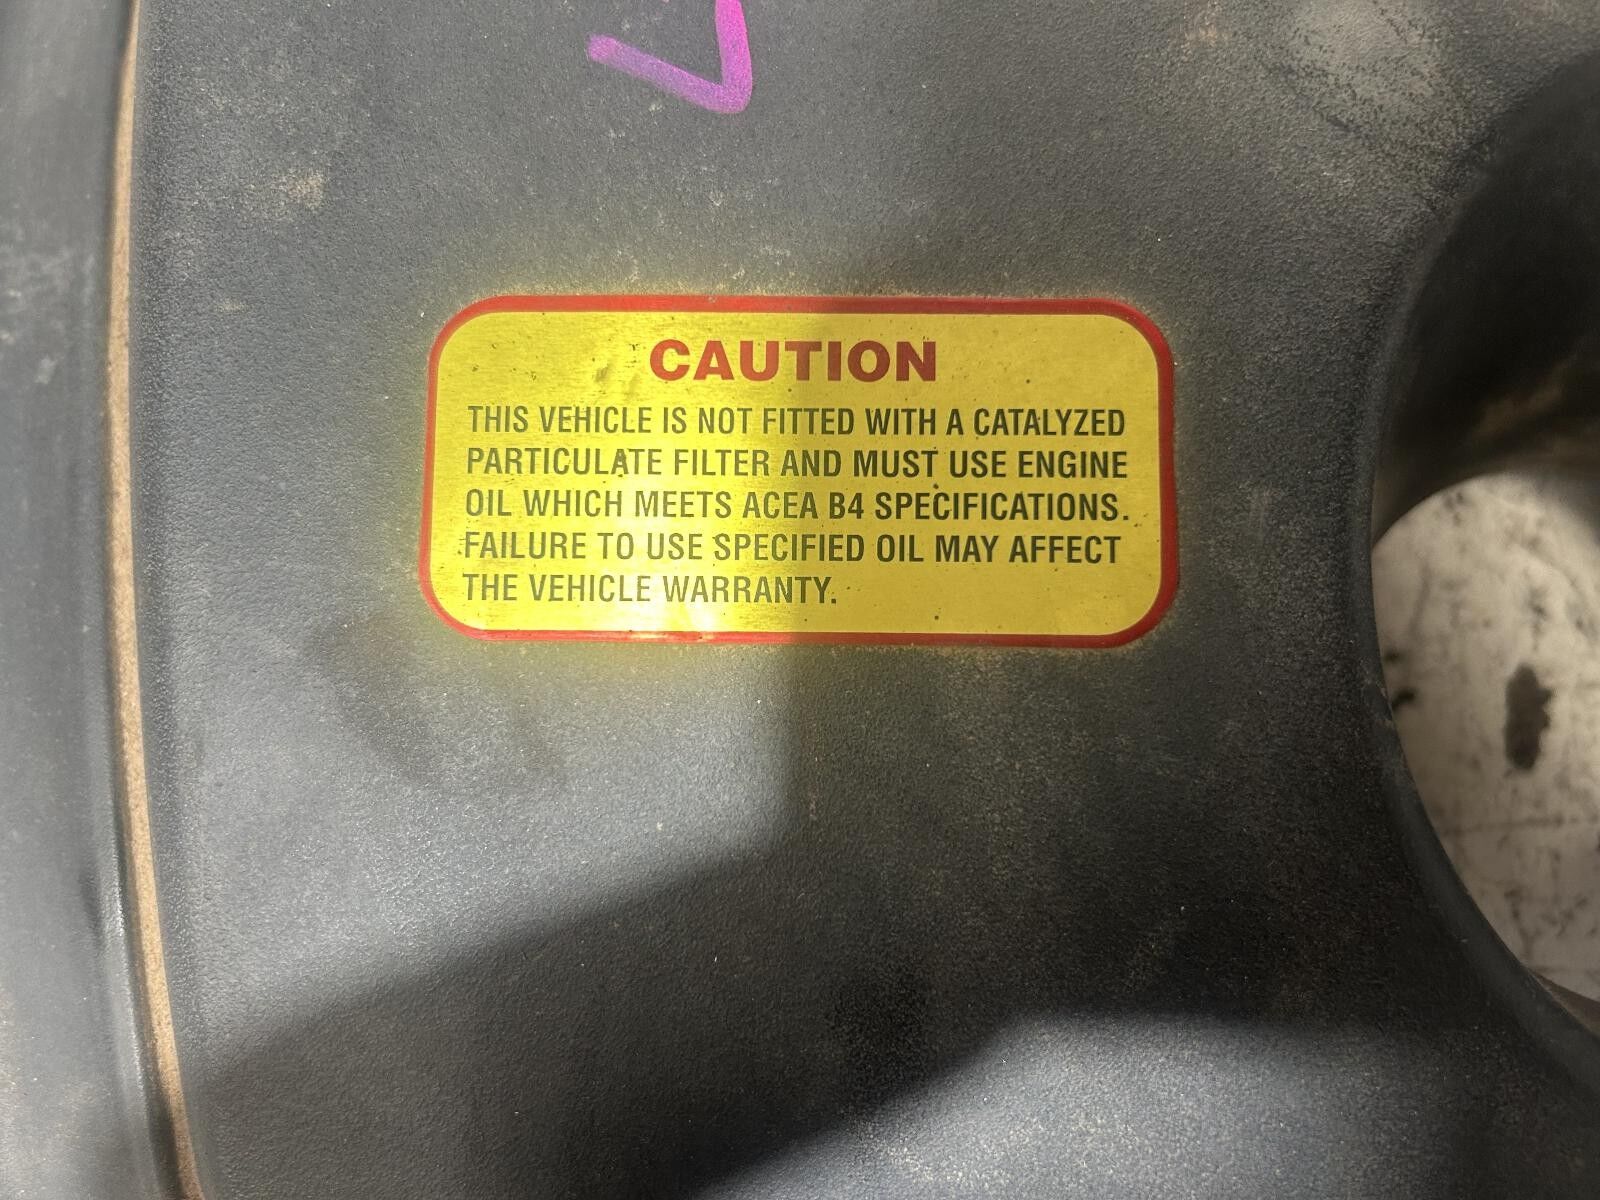 CAUTION
THIS VEHICLE IS NOT FITTED WITH A CATALYZED
PARTICULATE FILTER AND MUST USE ENGINE
OIL WHICH MEETS ACEA B4 SPECIFICATIONS.
FAILURE TO USE SPECIFIED OIL MAY AFFECT
THE VEHICLE WARRANTY.